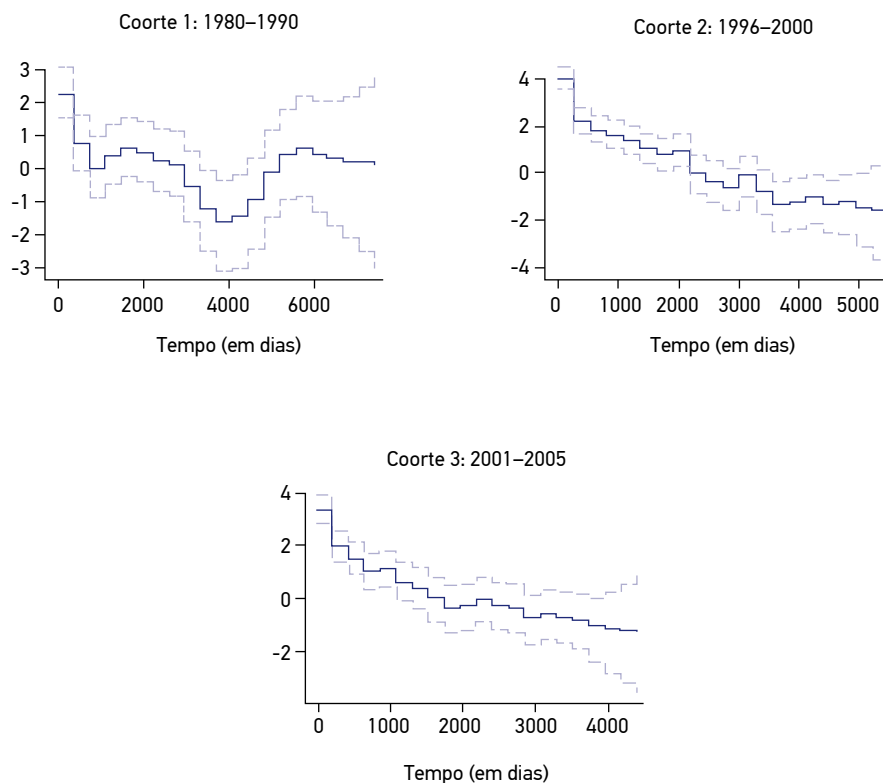 Coorte 1: 1980–1990
3
2
1
0
-1
-2
-3
0 2000 4000 6000
Tempo (em dias)
Coorte 2: 1996–2000
4
2
0
-2
-4
0 1000 2000 3000 4000 5000
Tempo (em dias)
Coorte 3: 2001–2005
4
2
0
-2
0 1000 2000 3000 4000
Tempo (em dias)